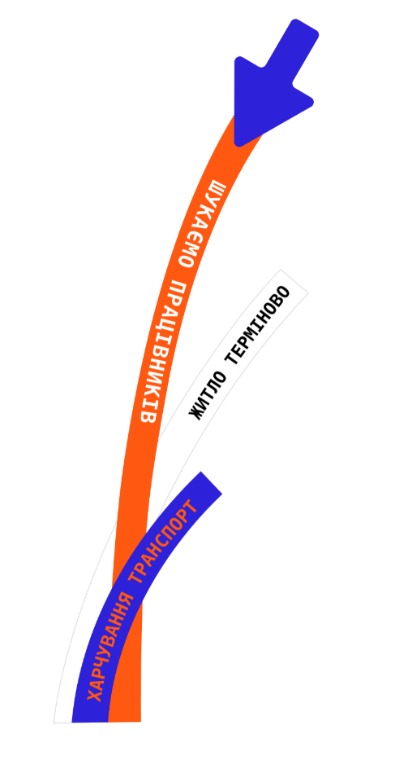 ШУКАЄМО ПРАЦІВНИКІВ
ЖИТЛО ТЕРМІНОВО
ХАРЧУВАННЯ ТРАНСПОРТ